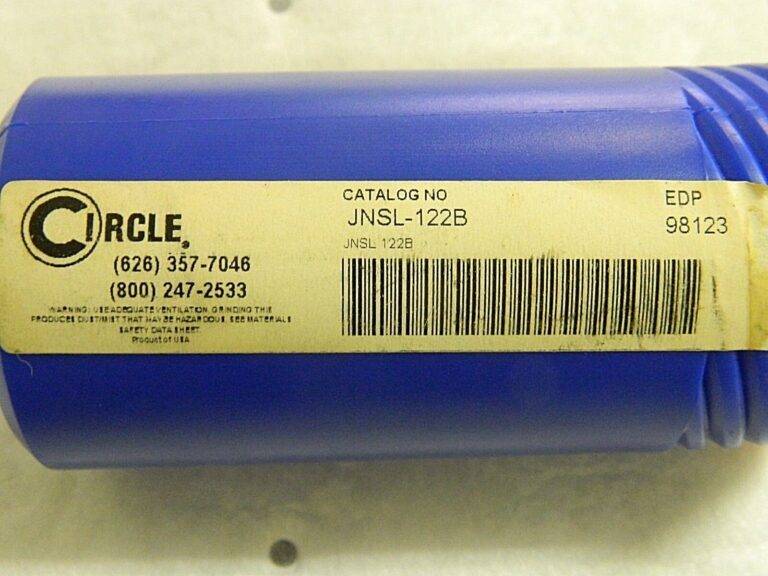 CIRCLE
(626) 357-7046
(800) 247-2533
WARNING: USE ADEQUATE VENTILATION. GRINDING THIS
PRODUCES DUST/MIST THAT MAY BE HAZARDOUS. SEE MATERIALS
SAFETY DATA SHEET.
Product of USA
CATALOG NO
JNSL-122B
JNSL 122B
EDP
98123